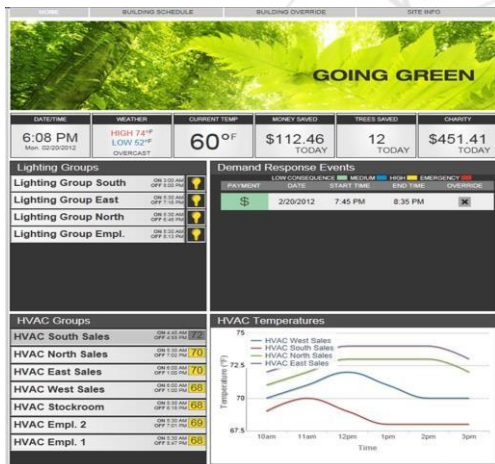 HOME BUILDING SCHEDULE BUILDING OVERRIDE SITE INFO
GOING GREEN
DATE/TIME WEATHER CURRENT TEMP MONEY SAVED TREES SAVED CHARITY
6:08 PM
Mon. 02/20/2012
HIGH 74°F
LOW 52°F
OVERCAST
60°F
$112.46
TODAY
12
TODAY
$451.41
TODAY
Lighting Groups
Lighting Group South
Lighting Group East
Lighting Group North
Lighting Group Empl.
Demand Response Events
LOW CONSEQUENCE MEDIUM HIGH EMERGENCY
PAYMENT DATE START TIME END TIME OVERRIDE
$ 2/20/2012 7:45 PM 8:35 PM
HVAC Groups
HVAC South Sales 72
HVAC North Sales 70
HVAC East Sales 70
HVAC West Sales 68
HVAC Stockroom 68
HVAC Empl. 2 69
HVAC Empl. 1 68
HVAC Temperatures
HVAC West Sales
HVAC South Sales
HVAC North Sales
HVAC East Sales
Temperature (°F)
75
72.5
70
67.5
10am 11am 12pm 1pm 2pm 3pm
Time